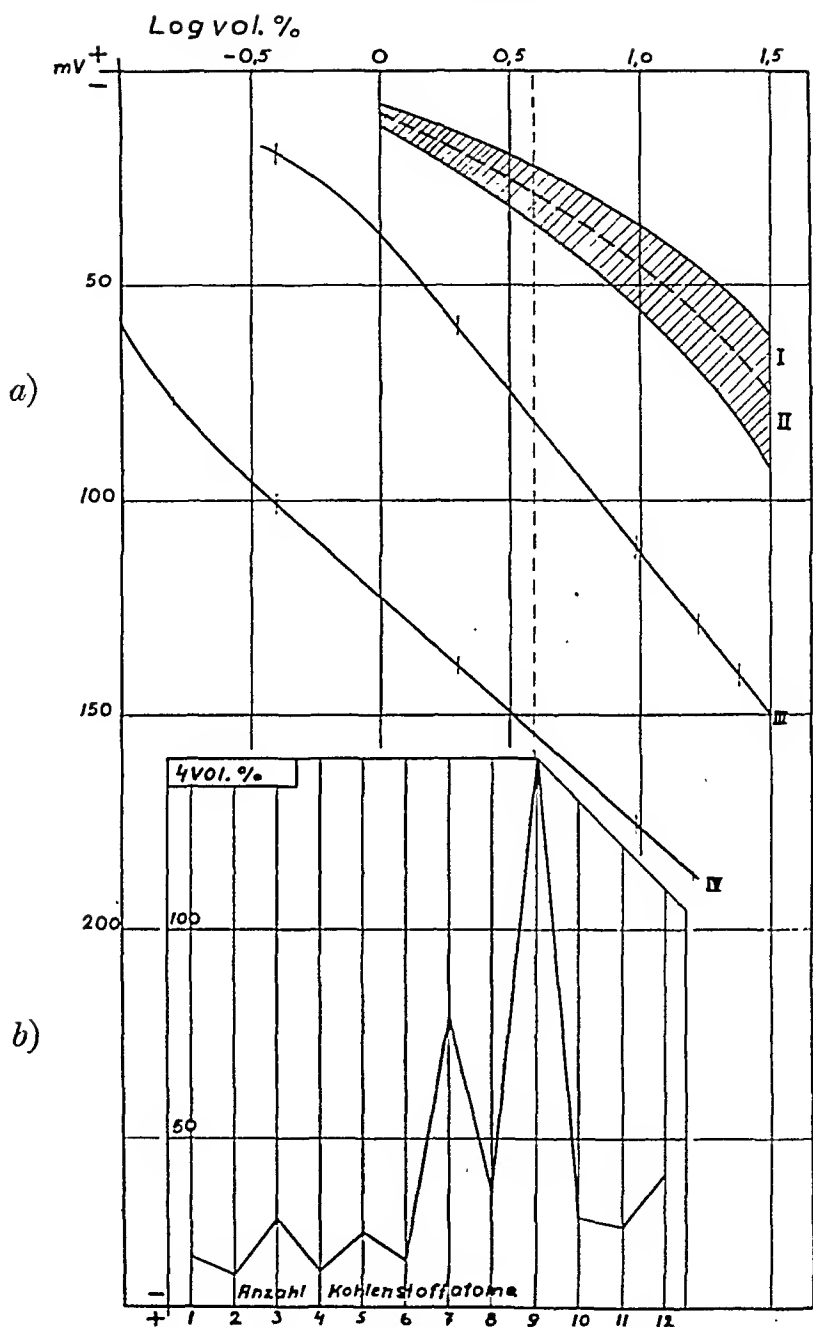 Log vol. %
-0,5 0 0,5 1,0 1,5
mV + −
a)
50
I
II
100
150
III
4 Vol. %
IV
200
100
b)
50
Anzahl Kohlenstoffatome
− +
1 2 3 4 5 6 7 8 9 10 11 12